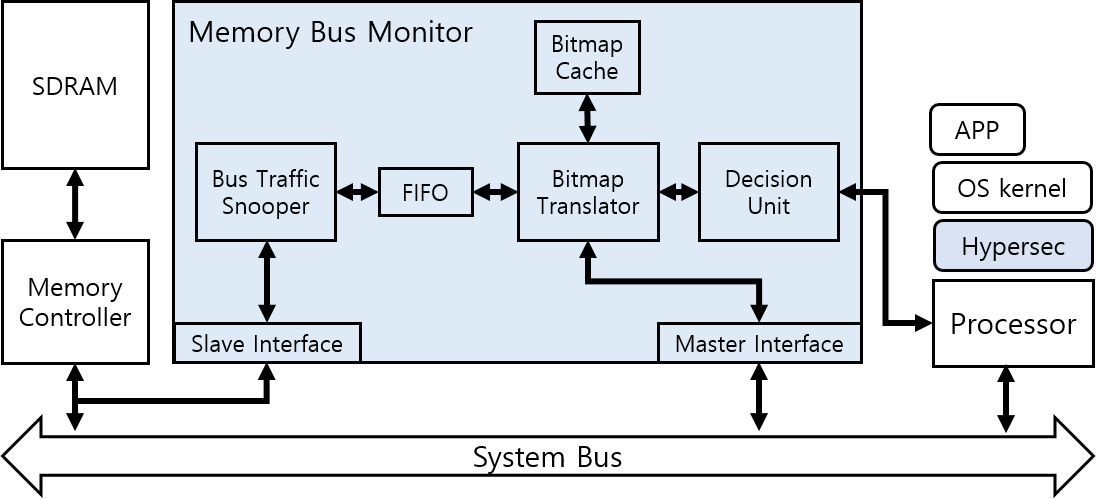 Memory Bus Monitor
SDRAM
Bitmap
Cache
APP
Bus Traffic
Snooper
FIFO
Bitmap
Translator
Decision
Unit
OS kernel
Hypersec
Memory
Controller
Slave Interface
Master Interface
Processor
System Bus